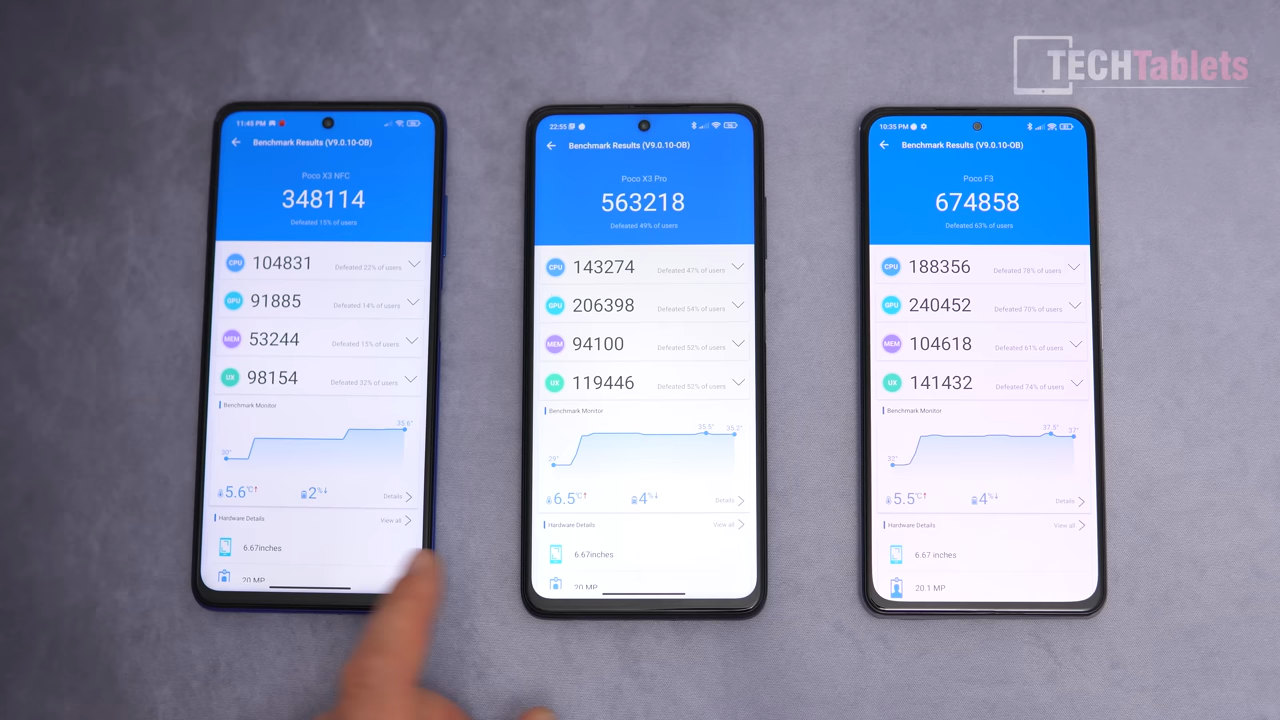 TECHTablets
11:45 PM
Benchmark Results (V9.0.10-OB)
Poco X3 NFC
348114
Defeated 15% of users
CPU 104831 Defeated 22% of users
GPU 91885 Defeated 14% of users
MEM 53244 Defeated 15% of users
UX 98154 Defeated 32% of users
Benchmark Monitor
30° 35.6°
5.6°C↑ 2%↓ Details
Hardware Details View all
6.67inches
20 MP
22:55
Benchmark Results (V9.0.10-OB)
Poco X3 Pro
563218
Defeated 49% of users
CPU 143274 Defeated 47% of users
GPU 206398 Defeated 54% of users
MEM 94100 Defeated 52% of users
UX 119446 Defeated 52% of users
Benchmark Monitor
29° 35.5° 35.2°
6.5°C↑ 4%↓ Details
Hardware Details View all
6.67inches
20 MP
10:35 PM
Benchmark Results (V9.0.10-OB)
Poco F3
674858
Defeated 63% of users
CPU 188356 Defeated 78% of users
GPU 240452 Defeated 70% of users
MEM 104618 Defeated 61% of users
UX 141432 Defeated 74% of users
Benchmark Monitor
32° 37.5° 37°
5.5°C↑ 4%↓ Details
Hardware Details View all
6.67 inches
20.1 MP